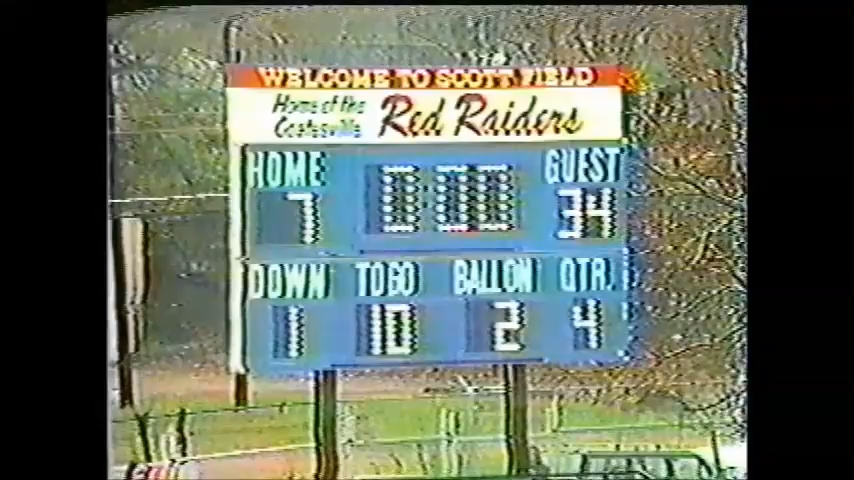 WELCOME TO SCOTT FIELD
Home of the
Coatesville
Red Raiders
HOME 0:00 GUEST
7 34
DOWN TO GO BALL ON QTR.
1 10 2 4